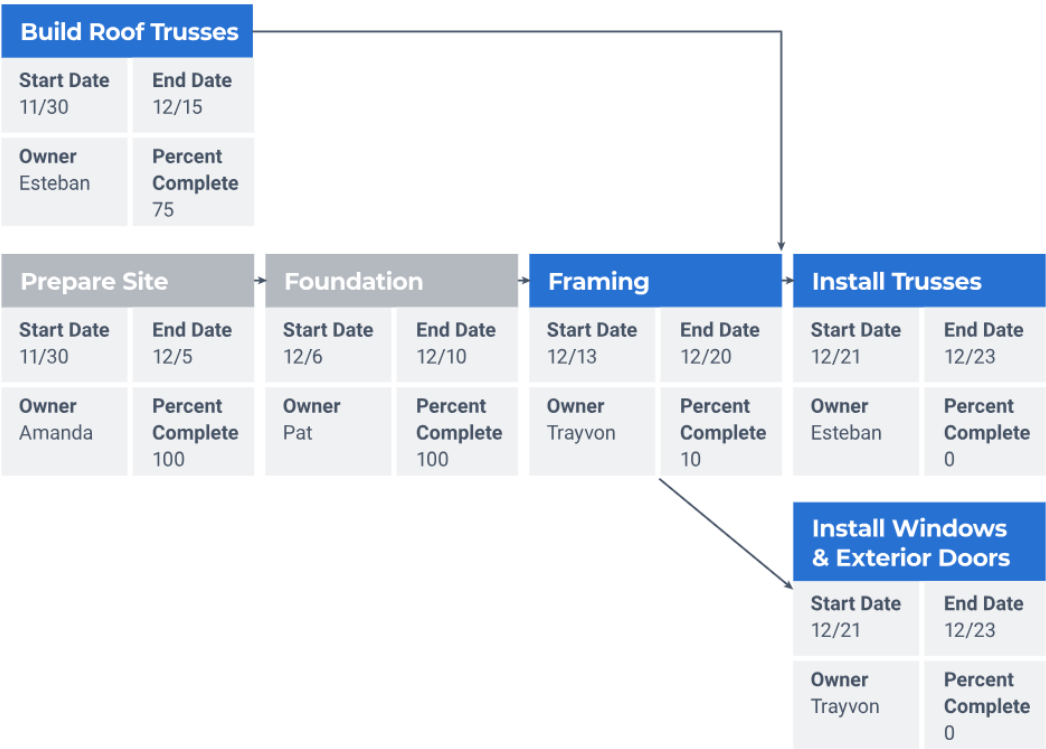 Build Roof Trusses
Start Date
11/30
End Date
12/15
Owner
Esteban
Percent
Complete
75
Prepare Site
Start Date
11/30
End Date
12/5
Owner
Amanda
Percent
Complete
100
Foundation
Start Date
12/6
End Date
12/10
Owner
Pat
Percent
Complete
100
Framing
Start Date
12/13
End Date
12/20
Owner
Trayvon
Percent
Complete
10
Install Trusses
Start Date
12/21
End Date
12/23
Owner
Esteban
Percent
Complete
0
Install Windows
& Exterior Doors
Start Date
12/21
End Date
12/23
Owner
Trayvon
Percent
Complete
0